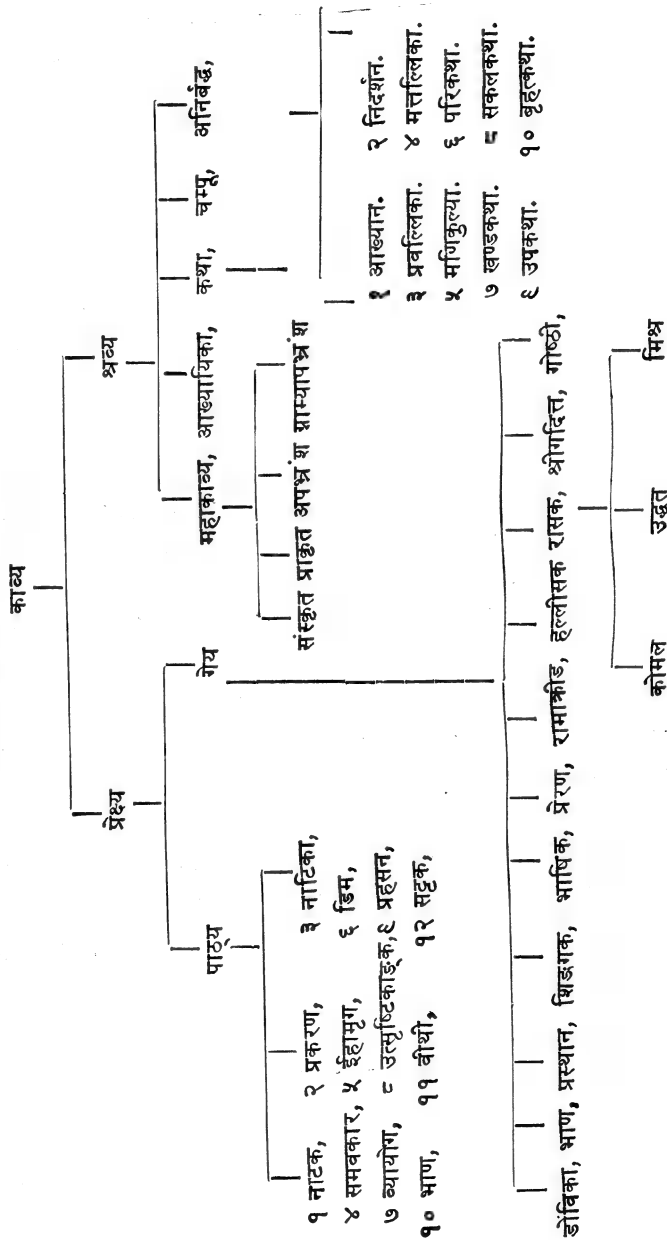 काव्य
प्रेक्ष्य
श्रव्य
पाठ्य
गेय
महाकाव्य, आख्यायिका, कथा, चम्पू, अनिबद्ध,
१ नाटक, २ प्रकरण, ३ नाटिका,
४ समवकार, ५ ईहामृग, ६ डिम,
७ व्यायोग, ८ उत्सृष्टिकाङ्क, ९ प्रहसन,
१० भाण, ११ वीथी, १२ सट्टक,
संस्कृत प्राकृत अपभ्रंश ग्राम्यापभ्रंश
१ आख्यान. २ निदर्शन.
३ प्रवल्लिका. ४ मत्तल्लिका.
५ मणिकुल्या. ६ परिकथा.
७ खण्डकथा. ८ सकलकथा.
९ उपकथा. १० बृहत्कथा.
डोंबिका, भाण, प्रस्थान, शिङ्गक, भाषिक, प्रेरण, रामाक्रीड, हल्लीसक रासक, श्रीगदित्त, गोष्ठी,
कोमल उद्धत मिश्र